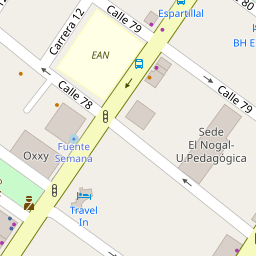 Carrera 12
Calle 79
Espartillal
80
EAN
BH E
Calle 78
Calle 79
Fuente
Semana
Oxxy
Sede
El Nogal-
U.Pedagógica
Travel
In